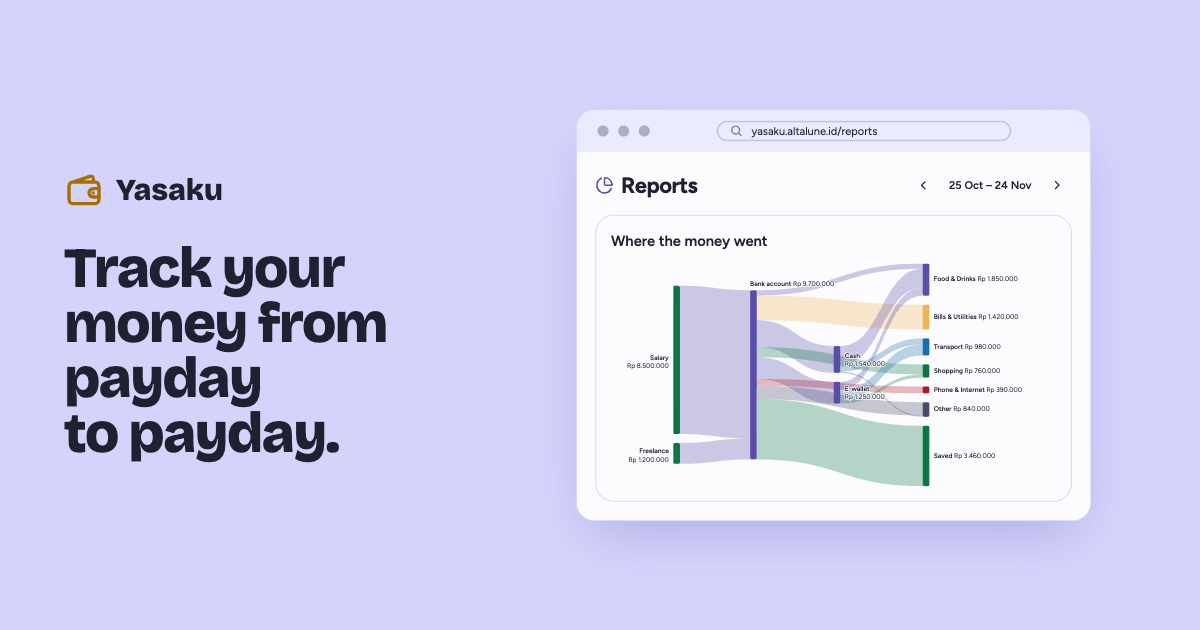 Yasaku
Track your
money from
payday
to payday.
yasaku.altalune.id/reports
Reports
25 Oct – 24 Nov
Where the money went
Bank account Rp 9.700.000
Salary
Rp 8.500.000
Freelance
Rp 1.200.000
Cash
Rp 1.540.000
E-wallet
Rp 1.250.000
Food & Drinks Rp 1.850.000
Bills & Utilities Rp 1.420.000
Transport Rp 980.000
Shopping Rp 760.000
Phone & Internet Rp 390.000
Other Rp 840.000
Saved Rp 3.460.000